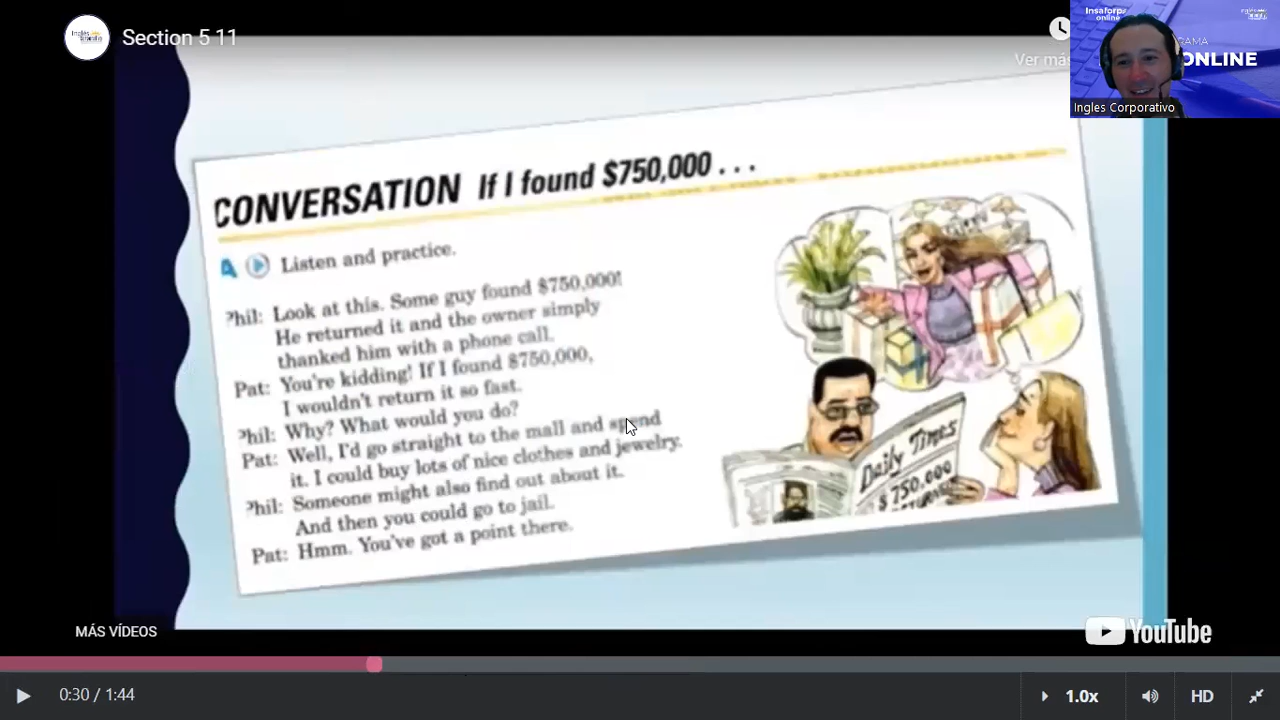 Section 5 11
Ver más
Insaforp
online
ONLINE
Ingles Corporativo
CONVERSATION If I found $750,000 . . .
A Listen and practice.
Phil: Look at this. Some guy found $750,000!
He returned it and the owner simply
thanked him with a phone call.
Pat: You're kidding! If I found $750,000,
I wouldn't return it so fast.
Phil: Why? What would you do?
Pat: Well, I'd go straight to the mall and spend
it. I could buy lots of nice clothes and jewelry.
Phil: Someone might also find out about it.
And then you could go to jail.
Pat: Hmm. You've got a point there.
Daily Times
$ 750,000
MÁS VÍDEOS
YouTube
0:30 / 1:44
1.0x
HD